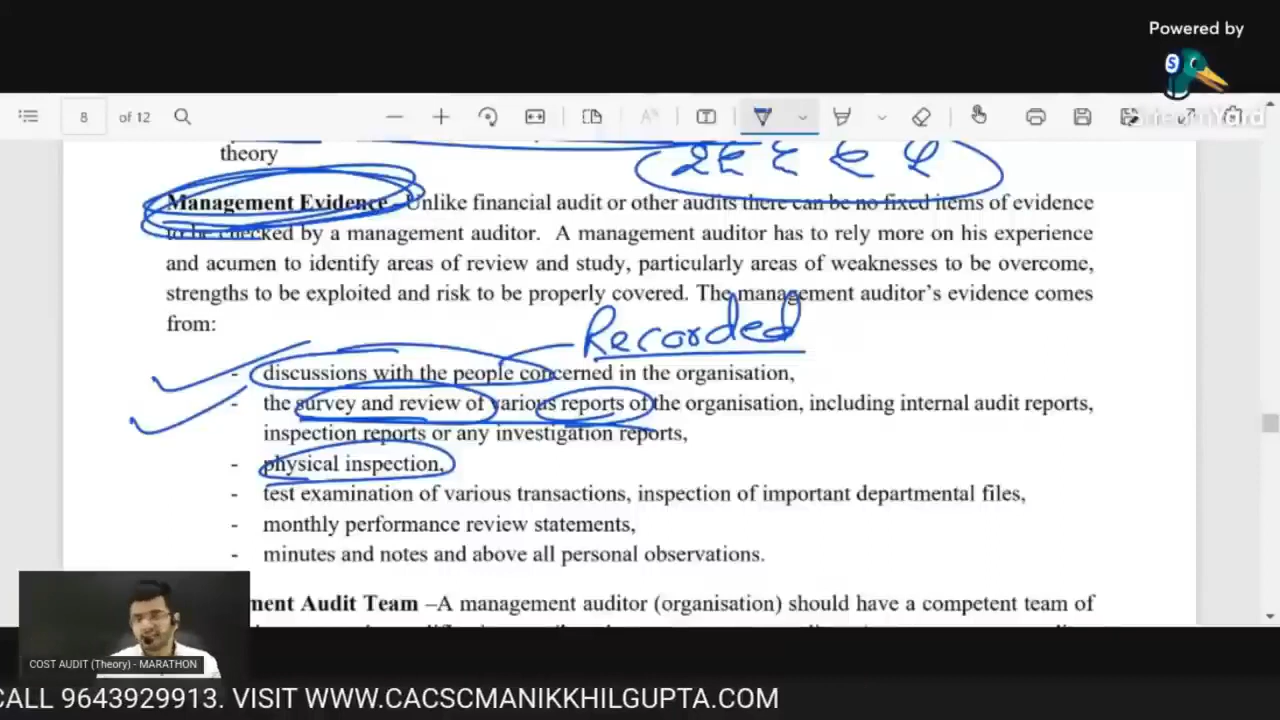 Powered by
S
8 of 12
theory
Management Evidence - Unlike financial audit or other audits there can be no fixed items of evidence
to be checked by a management auditor. A management auditor has to rely more on his experience
and acumen to identify areas of review and study, particularly areas of weaknesses to be overcome,
strengths to be exploited and risk to be properly covered. The management auditor's evidence comes
from:
Recorded
- discussions with the people concerned in the organisation,
- the survey and review of various reports of the organisation, including internal audit reports,
inspection reports or any investigation reports,
- physical inspection,
- test examination of various transactions, inspection of important departmental files,
- monthly performance review statements,
- minutes and notes and above all personal observations.
ment Audit Team –A management auditor (organisation) should have a competent team of
COST AUDIT (Theory) - MARATHON
CALL 9643929913. VISIT WWW.CACSCMANIKKHILGUPTA.COM